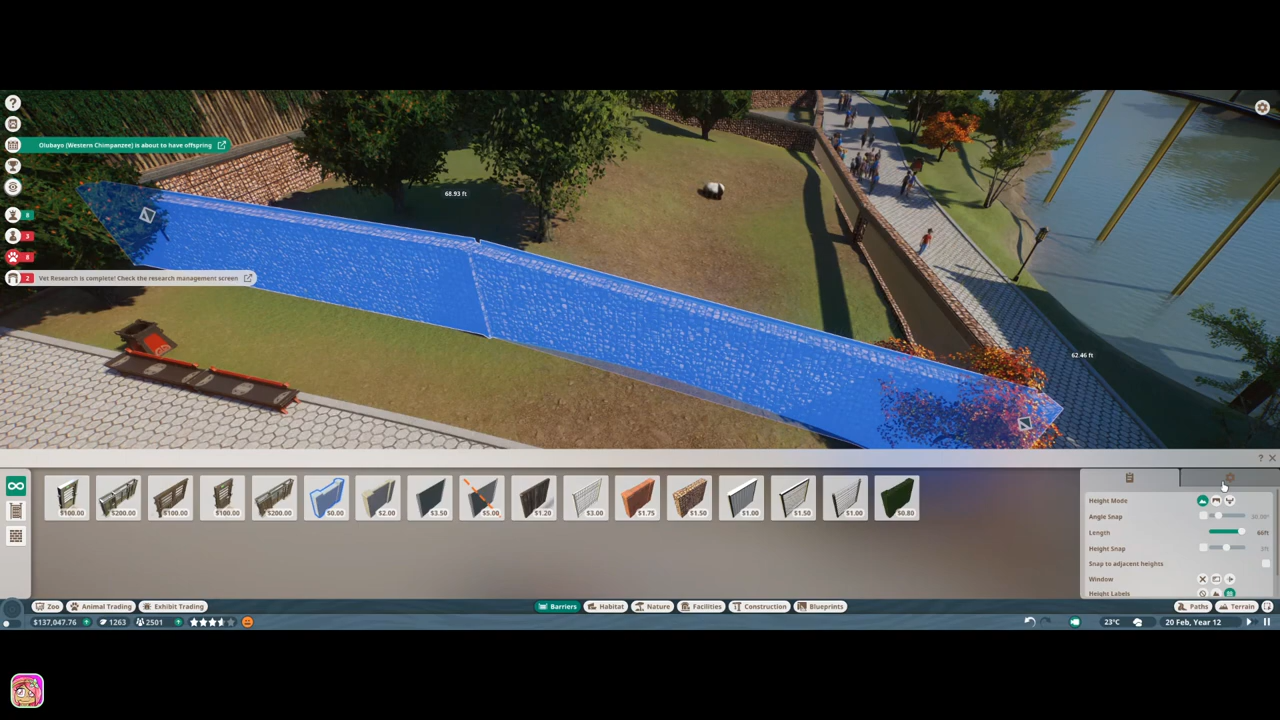 Olubayo (Western Chimpanzee) is about to have offspring
68.93 ft
8
3
8
2
Vet Research is complete! Check the research management screen
62.46 ft
$100.00
$200.00
$100.00
$100.00
$200.00
$0.00
$2.00
$3.50
$5.00
$1.20
$3.00
$1.75
$1.50
$1.00
$1.50
$1.00
$0.80
Height Mode
Angle Snap
Length 66ft
Height Snap
Snap to adjacent heights
Window
Height Labels
Zoo
Animal Trading
Exhibit Trading
Barriers
Habitat
Nature
Facilities
Construction
Blueprints
Paths
Terrain
$137,047.76
1263
2501
23°C
20 Feb, Year 12